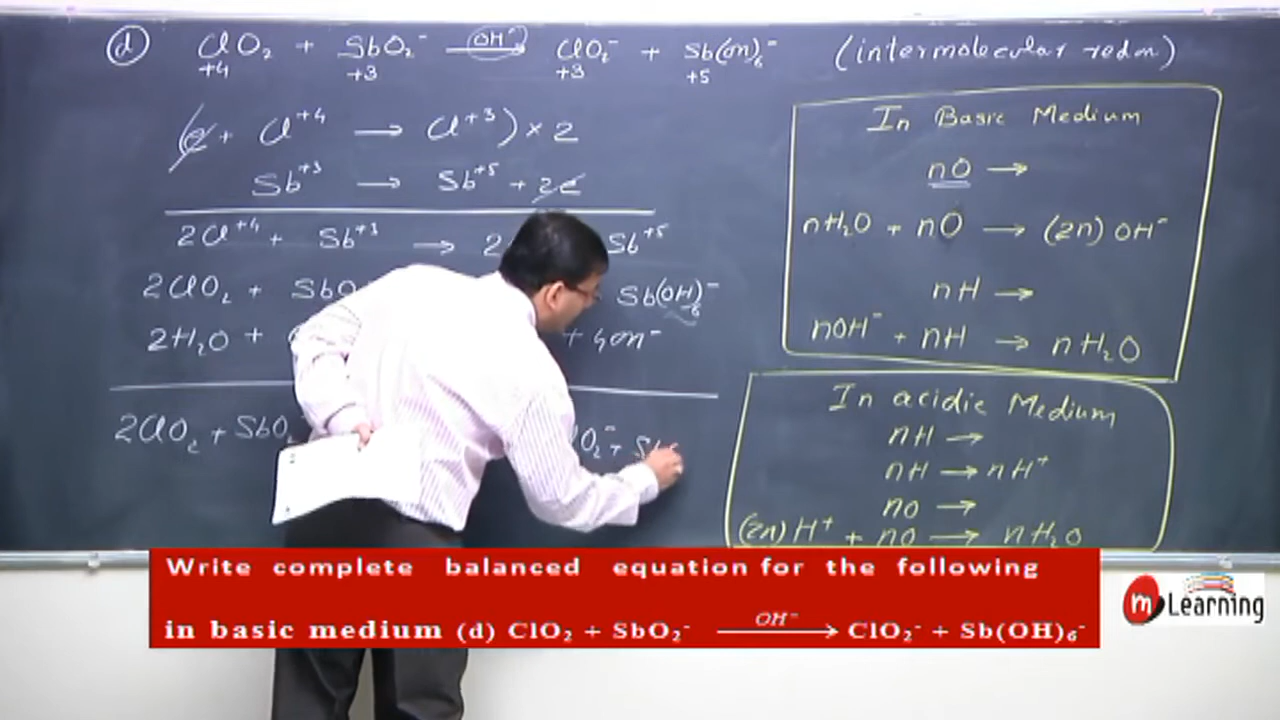 (d) ClO₂ + SbO₂⁻ —OH⁻→ ClO₂⁻ + Sb(OH)₆⁻ (intermolecular redox)
+4 +3 +3 +5
(e + Cl⁺⁴ → Cl⁺³) × 2
Sb⁺³ → Sb⁺⁵ + 2e
2Cl⁺⁴ + Sb⁺³ → 2 Sb⁺⁵
2ClO₂ + SbO Sb(OH)₆⁻
2H₂O + + 4OH⁻
2ClO₂ + SbO₂ lO₂⁻ + Sb
In Basic Medium
nO →
nH₂O + nO → (2n) OH⁻
nH →
nOH⁻ + nH → nH₂O
In acidic Medium
nH →
nH → nH⁺
nO →
(2n) H⁺ + nO → nH₂O
Write complete balanced equation for the following
in basic medium (d) ClO₂ + SbO₂⁻ —OH⁻→ ClO₂⁻ + Sb(OH)₆⁻
m Learning